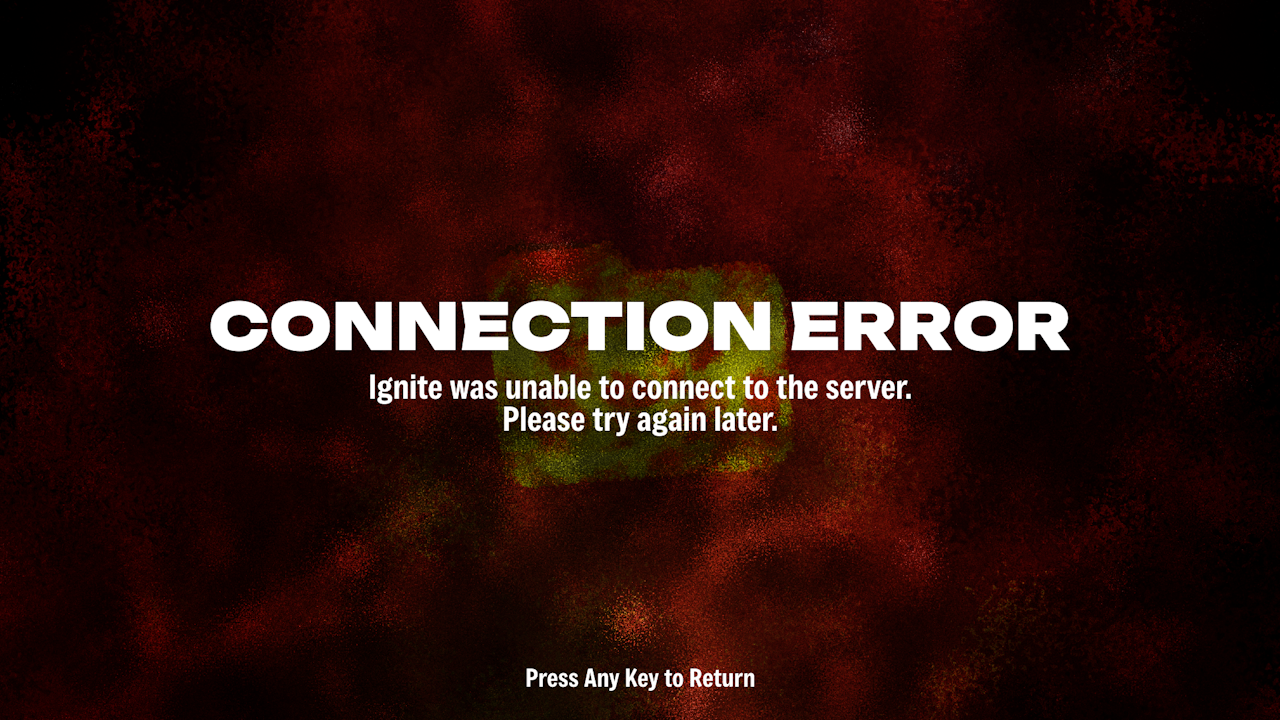 CONNECTION ERROR
Ignite was unable to connect to the server.
Please try again later.
Press Any Key to Return